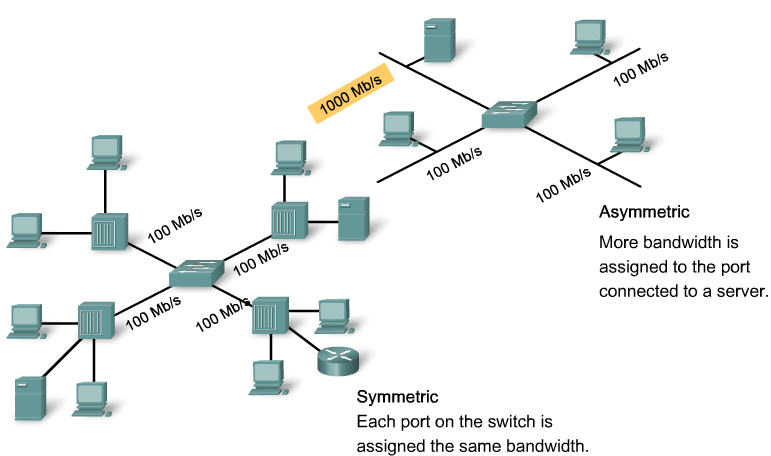 1000 Mb/s
100 Mb/s
100 Mb/s
100 Mb/s
Asymmetric
More bandwidth is
assigned to the port
connected to a server.
100 Mb/s
100 Mb/s
100 Mb/s
100 Mb/s
Symmetric
Each port on the switch is
assigned the same bandwidth.